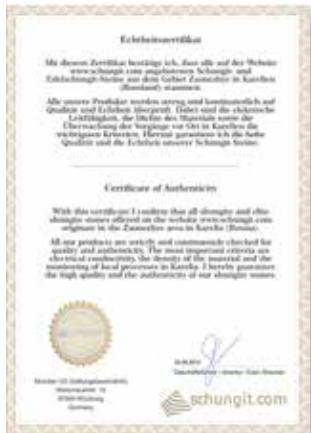 Echtheitszertifikat
Mit diesem Zertifikat bestätige ich, dass alle auf der Website
www.schungit.com angebotenen Schungit- und
Edelschungit-Steine aus dem Gebiet Zaonezhie in Karelien
(Russland) stammen.
Alle unsere Produkte werden streng und kontinuierlich auf
Qualität und Echtheit überprüft. Dabei sind die elektrische
Leitfähigkeit, die Dichte des Materials sowie die
Überwachung der Vorgänge vor Ort in Karelien die
wichtigsten Kriterien. Hiermit garantiere ich die hohe
Qualität und die Echtheit unserer Schungit-Steine.
Certificate of Authenticity
With this certificate I confirm that all shungite and elite
shungite stones offered on the website www.schungit.com
originate in the Zaonezhie area in Karelia (Russia).
All our products are strictly and continuously checked for
quality and authenticity. The most important criteria are
electrical conductivity, the density of the material and the
monitoring of local processes in Karelia. I hereby guarantee
the high quality and the authenticity of our shungite stones.
Würzburg
Germany
schungit.com